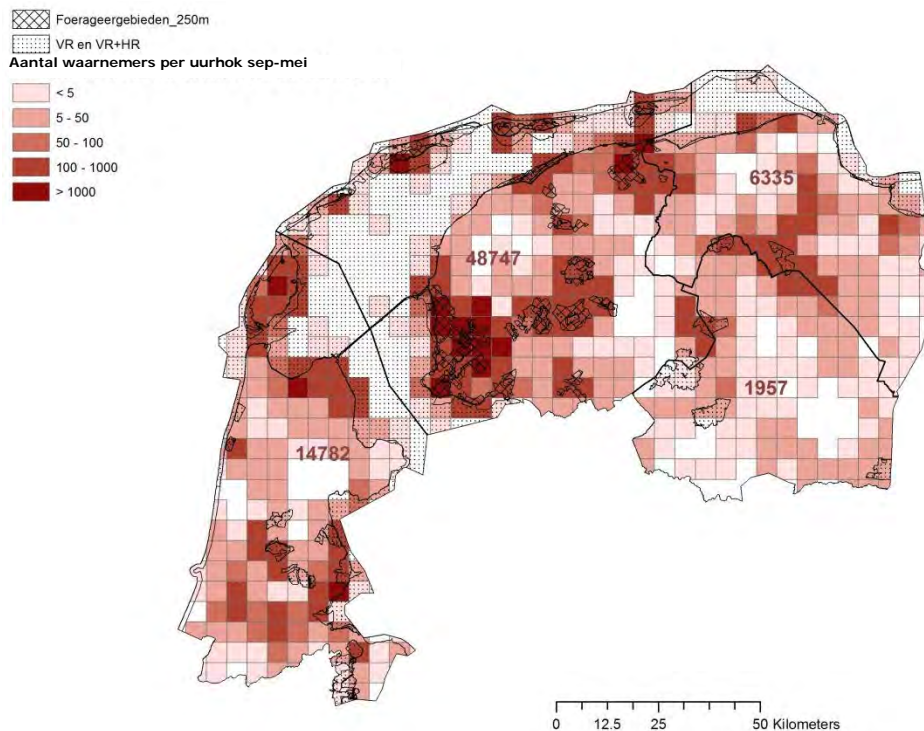 Foerageergebieden_250m
VR en VR+HR
Aantal waarnemers per uurhok sep-mei
< 5
5 - 50
50 - 100
100 - 1000
> 1000
6335
48747
1957
14782
0 12.5 25 50 Kilometers